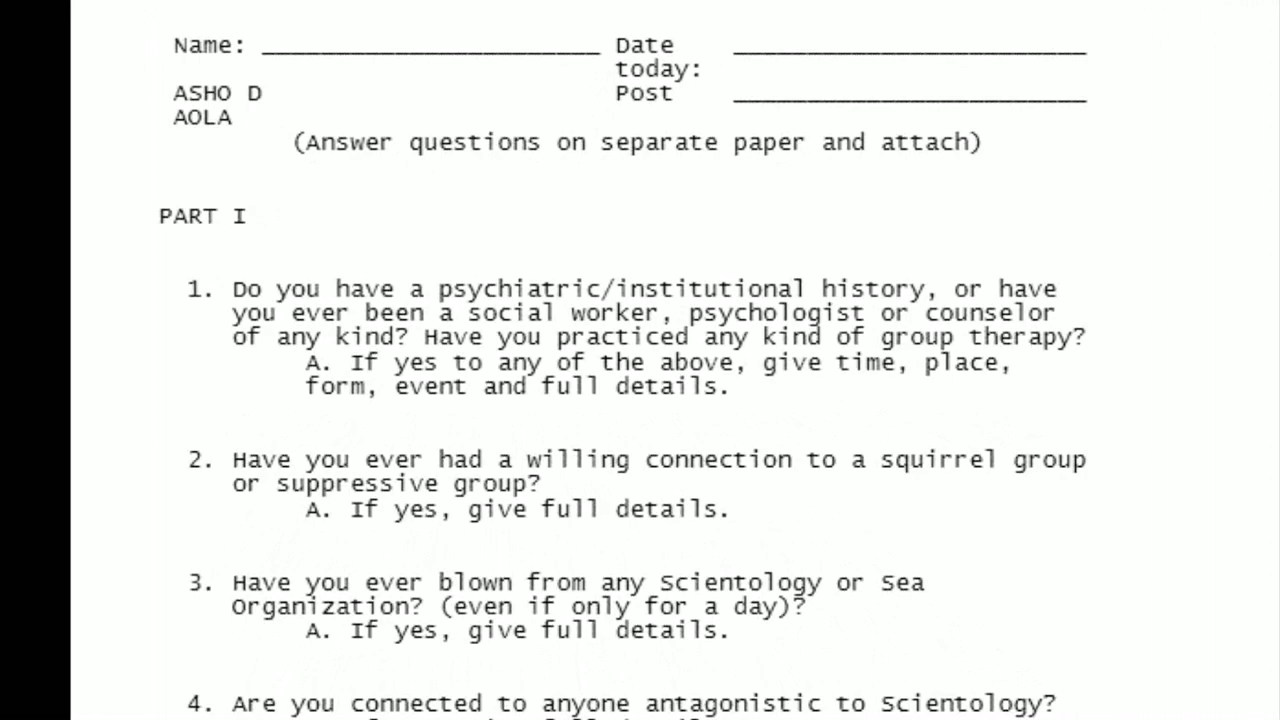 Name: _______________________ Date ________________________
today:
ASHO D Post ________________________
AOLA
(Answer questions on separate paper and attach)
PART I
1. Do you have a psychiatric/institutional history, or have
you ever been a social worker, psychologist or counselor
of any kind? Have you practiced any kind of group therapy?
A. If yes to any of the above, give time, place,
form, event and full details.
2. Have you ever had a willing connection to a squirrel group
or suppressive group?
A. If yes, give full details.
3. Have you ever blown from any Scientology or Sea
Organization? (even if only for a day)?
A. If yes, give full details.
4. Are you connected to anyone antagonistic to Scientology?